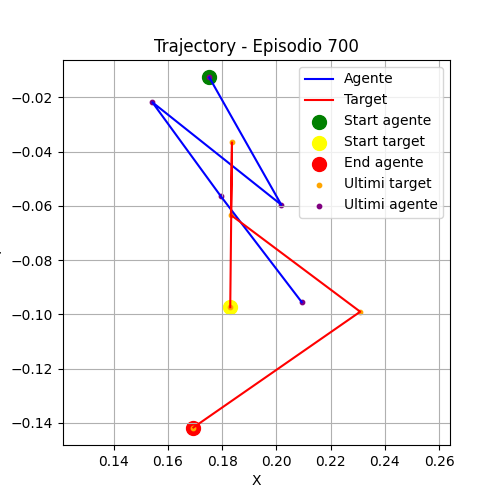 Trajectory - Episodio 700
Agente
Target
Start agente
Start target
End agente
Ultimi target
Ultimi agente
−0.02
−0.04
−0.06
−0.08
−0.10
−0.12
−0.14
0.14 0.16 0.18 0.20 0.22 0.24 0.26
X